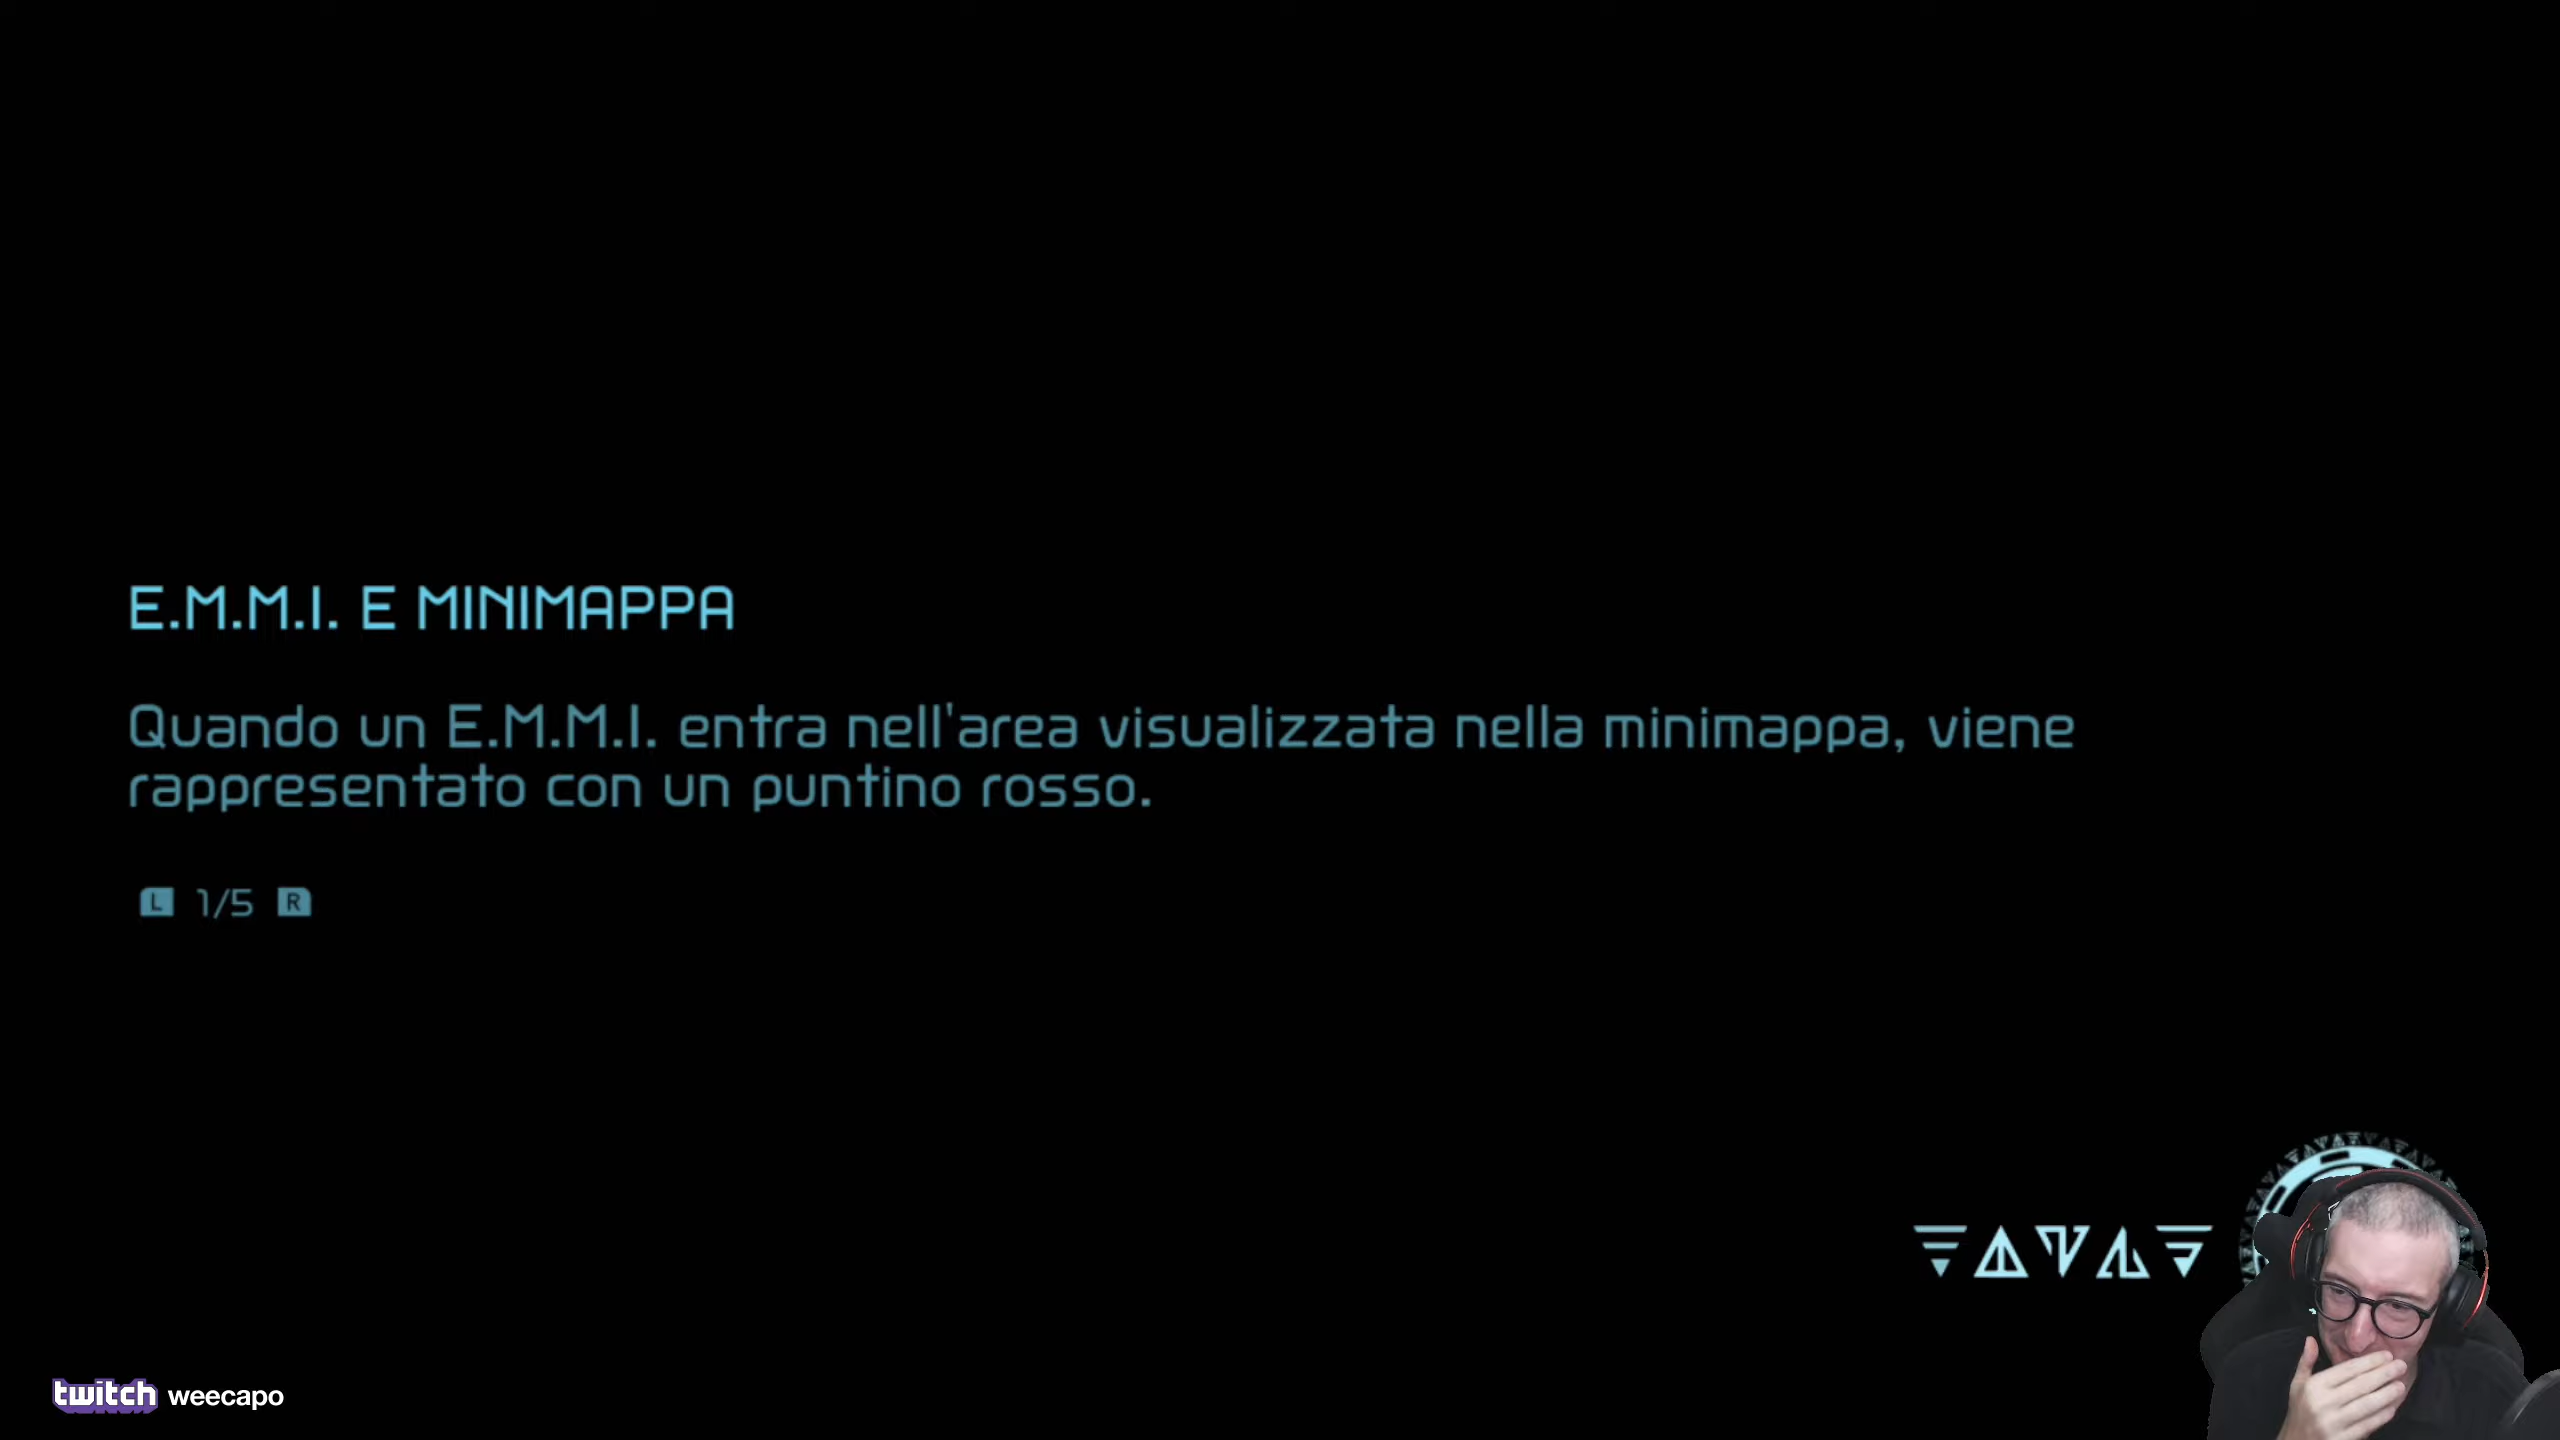 E.M.M.I. E MINIMAPPA
Quando un E.M.M.I. entra nell'area visualizzata nella minimappa, viene
rappresentato con un puntino rosso.
L 1/5 R
twitch weecapo